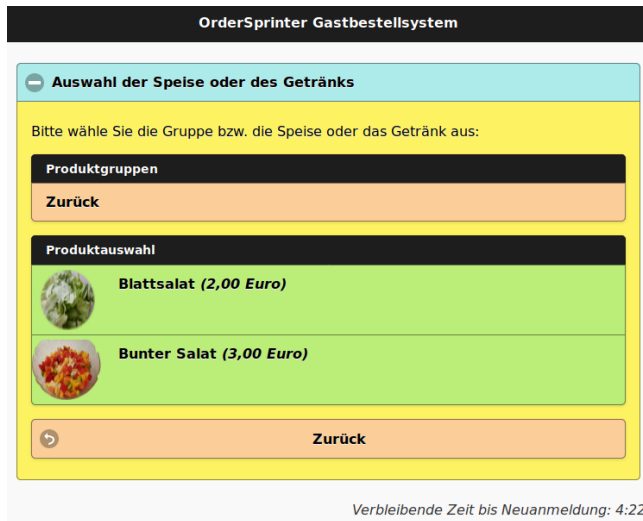 OrderSprinter Gastbestellsystem
Auswahl der Speise oder des Getränks
Bitte wähle Sie die Gruppe bzw. die Speise oder das Getränk aus:
Produktgruppen
Zurück
Produktauswahl
Blattsalat (2,00 Euro)
Bunter Salat (3,00 Euro)
Zurück
Verbleibende Zeit bis Neuanmeldung: 4:22